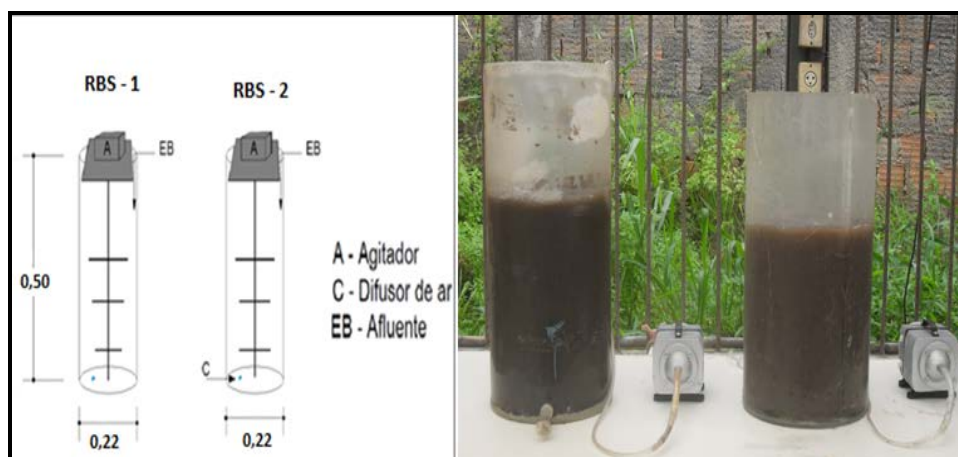 RBS - 1
RBS - 2
A
EB
A
EB
0,50
A - Agitador
C - Difusor de ar
EB - Afluente
C
0,22
0,22